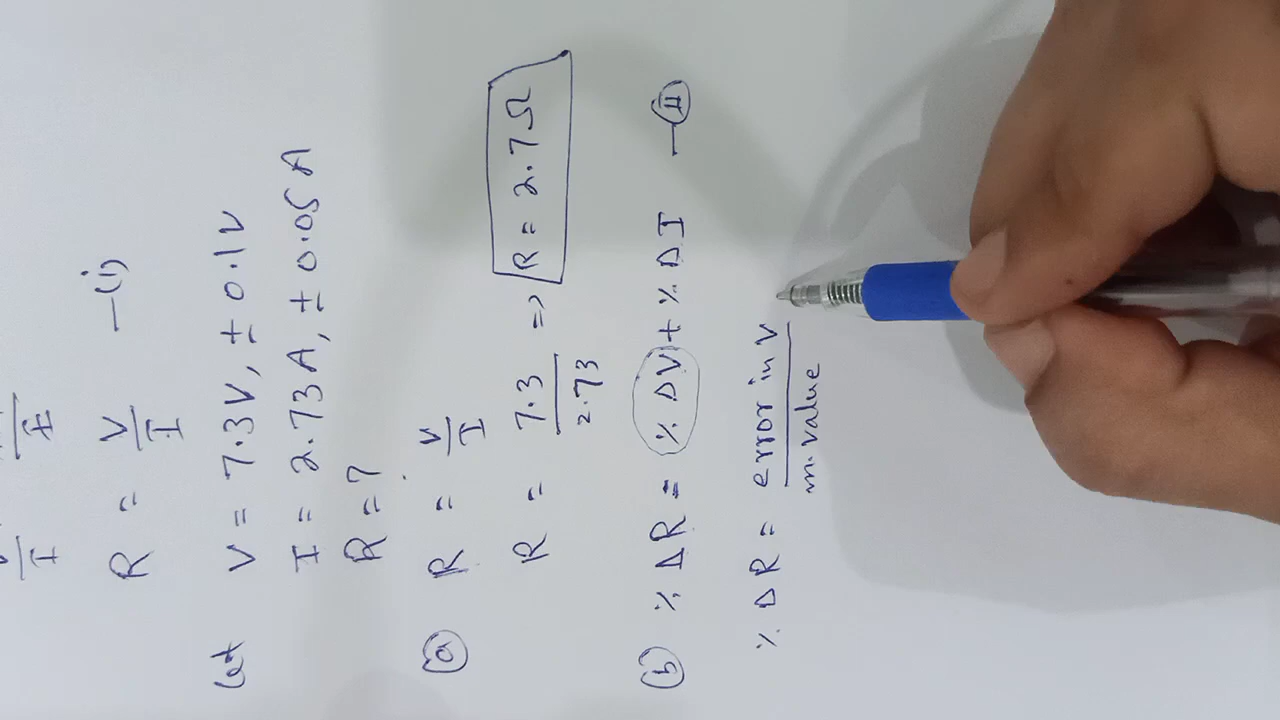 R = V/I —(i)
Let V = 7.3V, ± 0.1V
I = 2.73A, ± 0.05A
R = ?
(a) R = V/I
R = 7.3/2.73 => R = 2.7Ω
(b) % ΔR = % ΔV + % ΔI —(II)
% ΔR = error in V/m. value